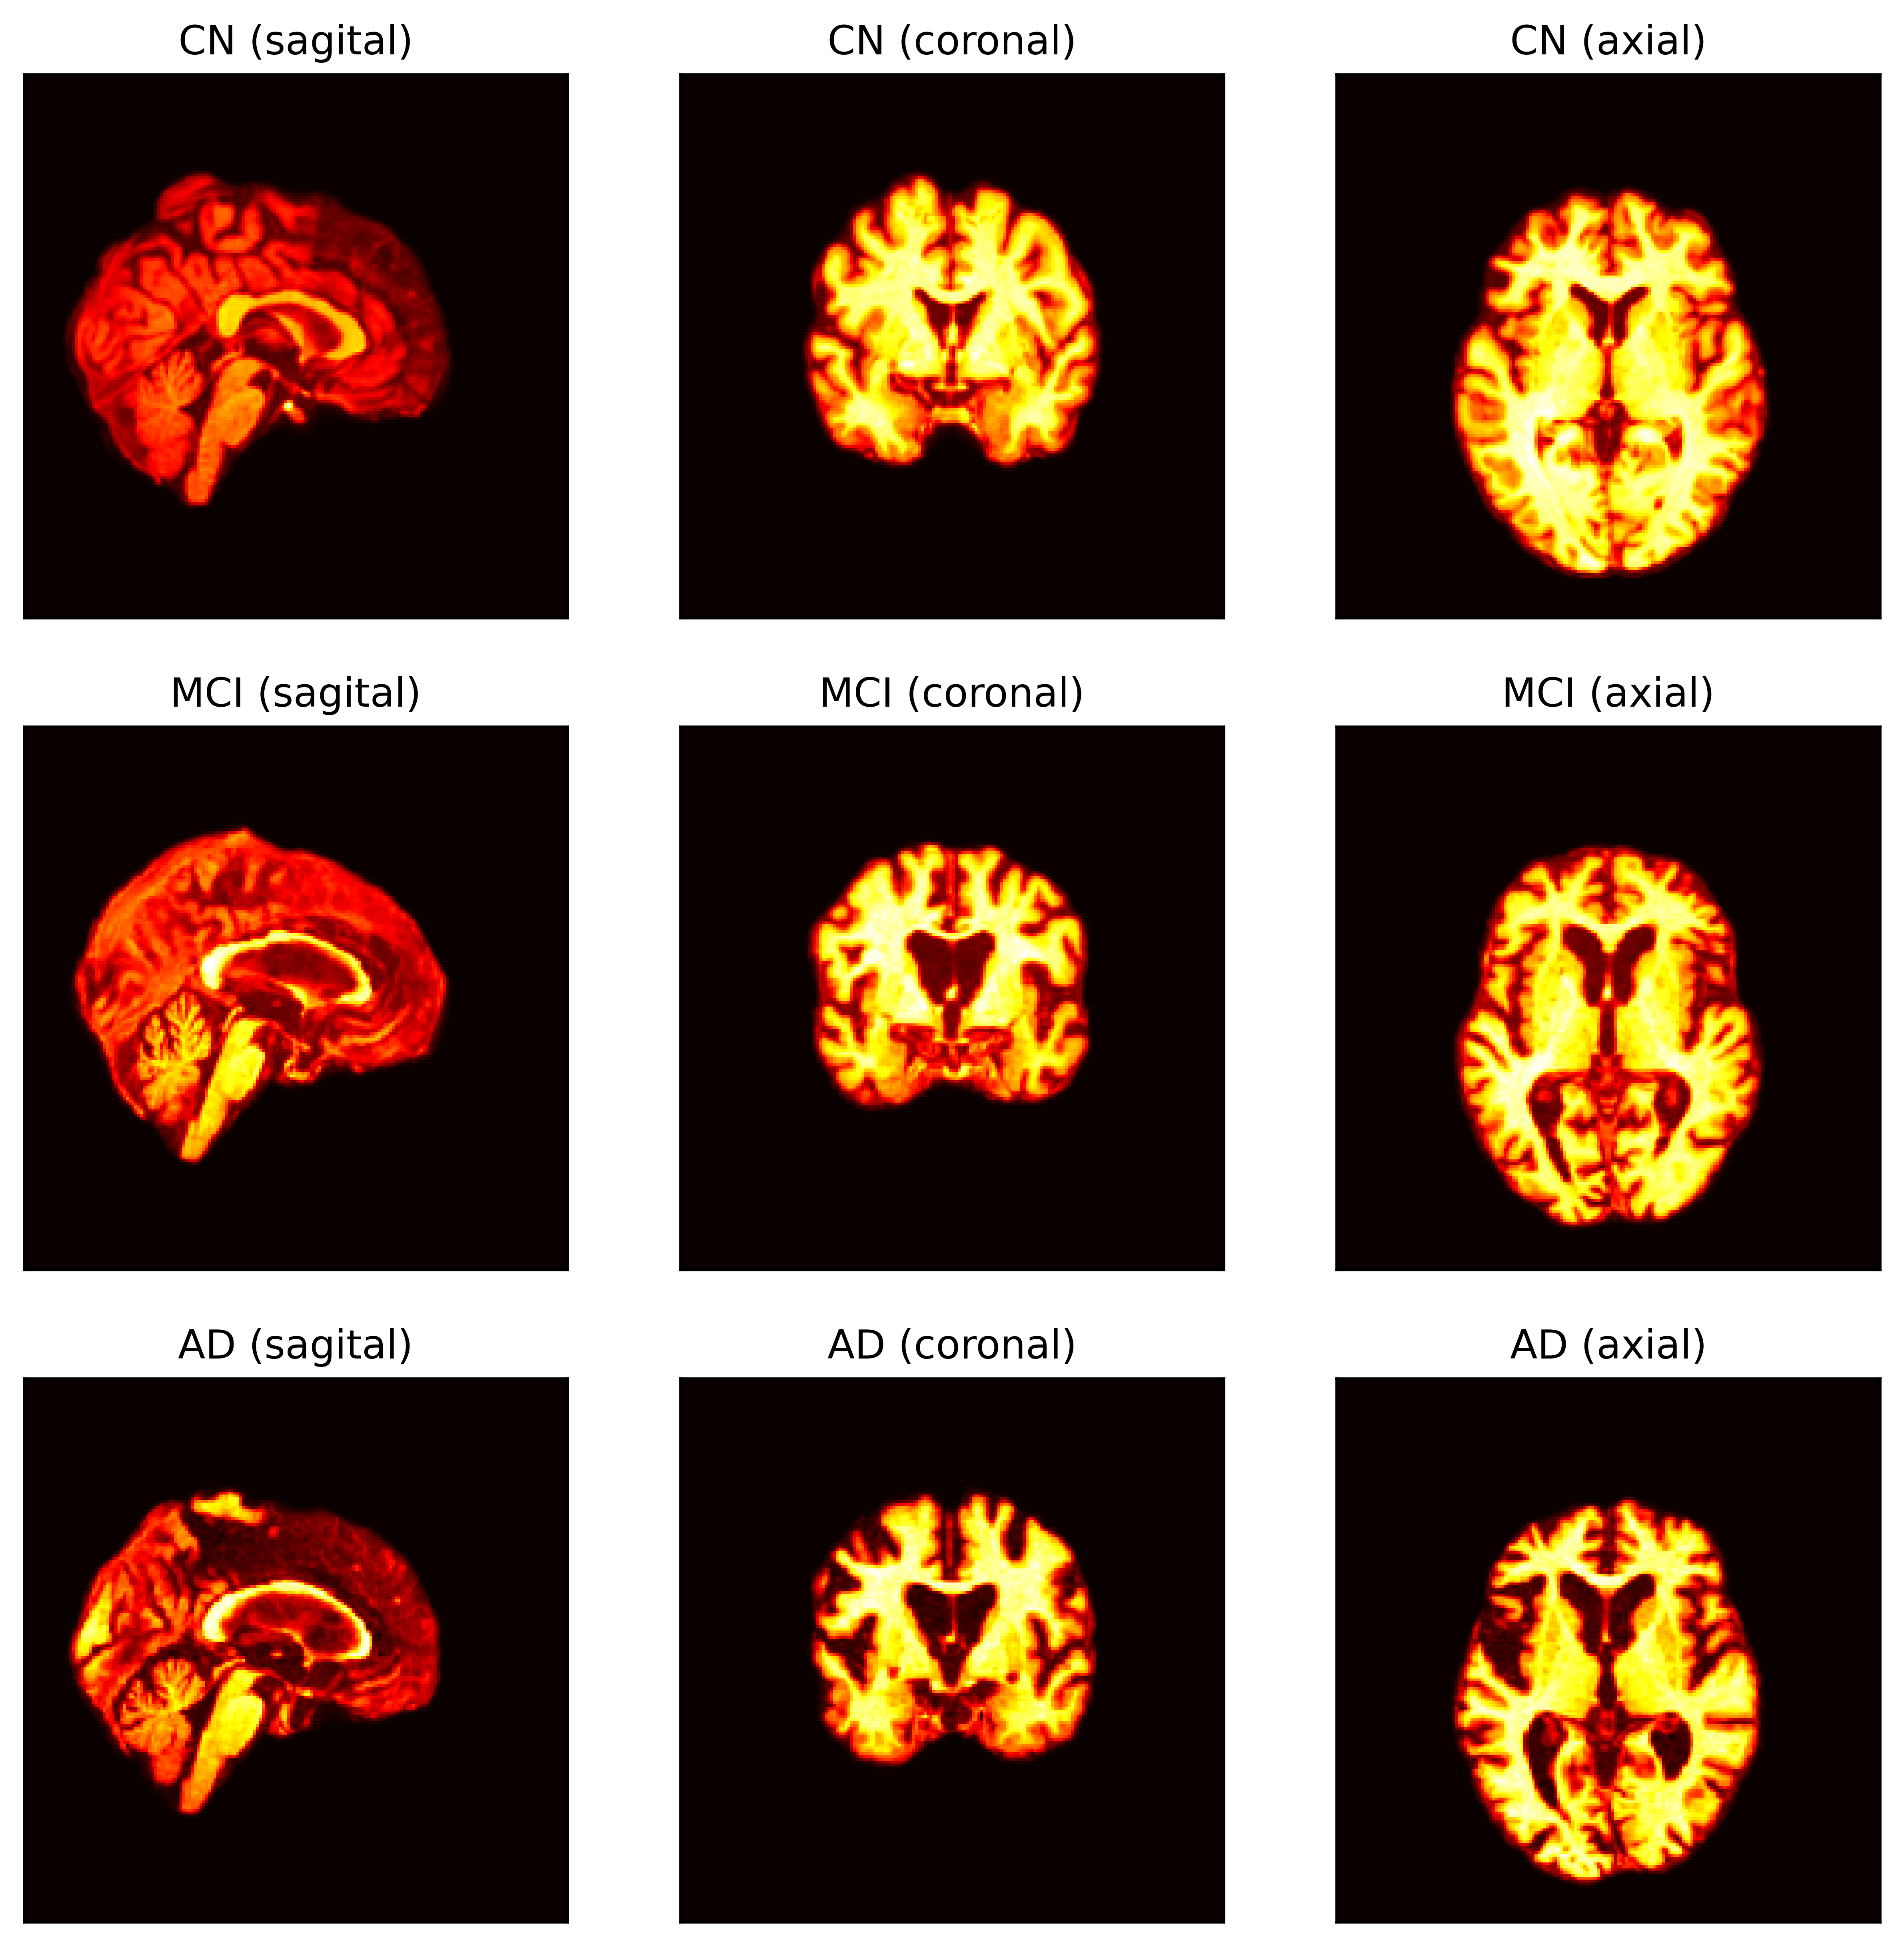 CN (sagital)
CN (coronal)
CN (axial)
MCI (sagital)
MCI (coronal)
MCI (axial)
AD (sagital)
AD (coronal)
AD (axial)